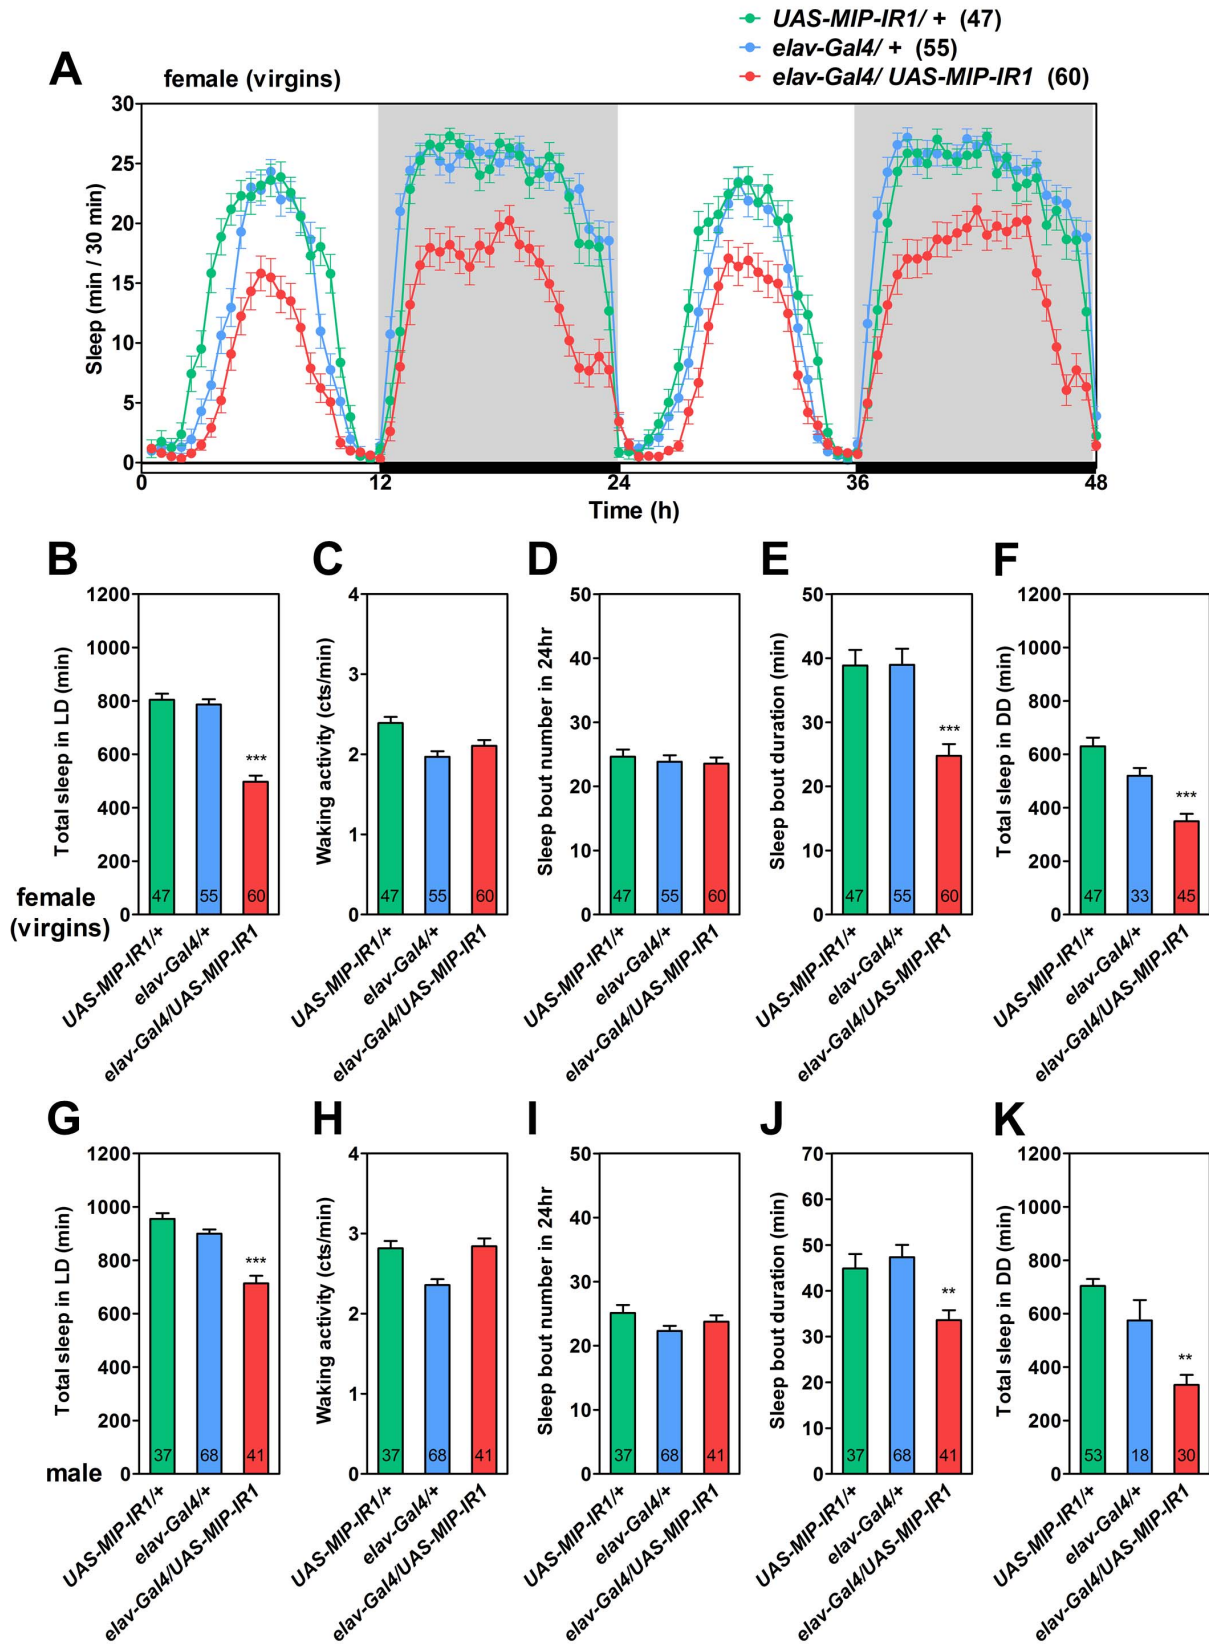 UAS-MIP-IR1/ + (47)
elav-Gal4/ + (55)
elav-Gal4/ UAS-MIP-IR1 (60)
A
female (virgins)
30
25
20
15
10
5
0
Sleep (min / 30 min)
0 12 24 36 48
Time (h)
B
1200
1000
800
600
400
200
0
Total sleep in LD (min)
***
47 55 60
female
(virgins)
UAS-MIP-IR1/+
elav-Gal4/+
elav-Gal4/UAS-MIP-IR1
C
4
3
2
1
0
Waking activity (cts/min)
47 55 60
UAS-MIP-IR1/+
elav-Gal4/+
elav-Gal4/UAS-MIP-IR1
D
50
40
30
20
10
0
Sleep bout number in 24hr
47 55 60
UAS-MIP-IR1/+
elav-Gal4/+
elav-Gal4/UAS-MIP-IR1
E
50
40
30
20
10
0
Sleep bout duration (min)
***
47 55 60
UAS-MIP-IR1/+
elav-Gal4/+
elav-Gal4/UAS-MIP-IR1
F
1200
1000
800
600
400
200
0
Total sleep in DD (min)
***
47 33 45
UAS-MIP-IR1/+
elav-Gal4/+
elav-Gal4/UAS-MIP-IR1
G
1200
1000
800
600
400
200
0
Total sleep in LD (min)
***
37 68 41
male
UAS-MIP-IR1/+
elav-Gal4/+
elav-Gal4/UAS-MIP-IR1
H
4
3
2
1
0
Waking activity (cts/min)
37 68 41
UAS-MIP-IR1/+
elav-Gal4/+
elav-Gal4/UAS-MIP-IR1
I
50
40
30
20
10
0
Sleep bout number in 24hr
37 68 41
UAS-MIP-IR1/+
elav-Gal4/+
elav-Gal4/UAS-MIP-IR1
J
70
60
50
40
30
20
10
0
Sleep bout duration (min)
**
37 68 41
UAS-MIP-IR1/+
elav-Gal4/+
elav-Gal4/UAS-MIP-IR1
K
1200
1000
800
600
400
200
0
Total sleep in DD (min)
**
53 18 30
UAS-MIP-IR1/+
elav-Gal4/+
elav-Gal4/UAS-MIP-IR1